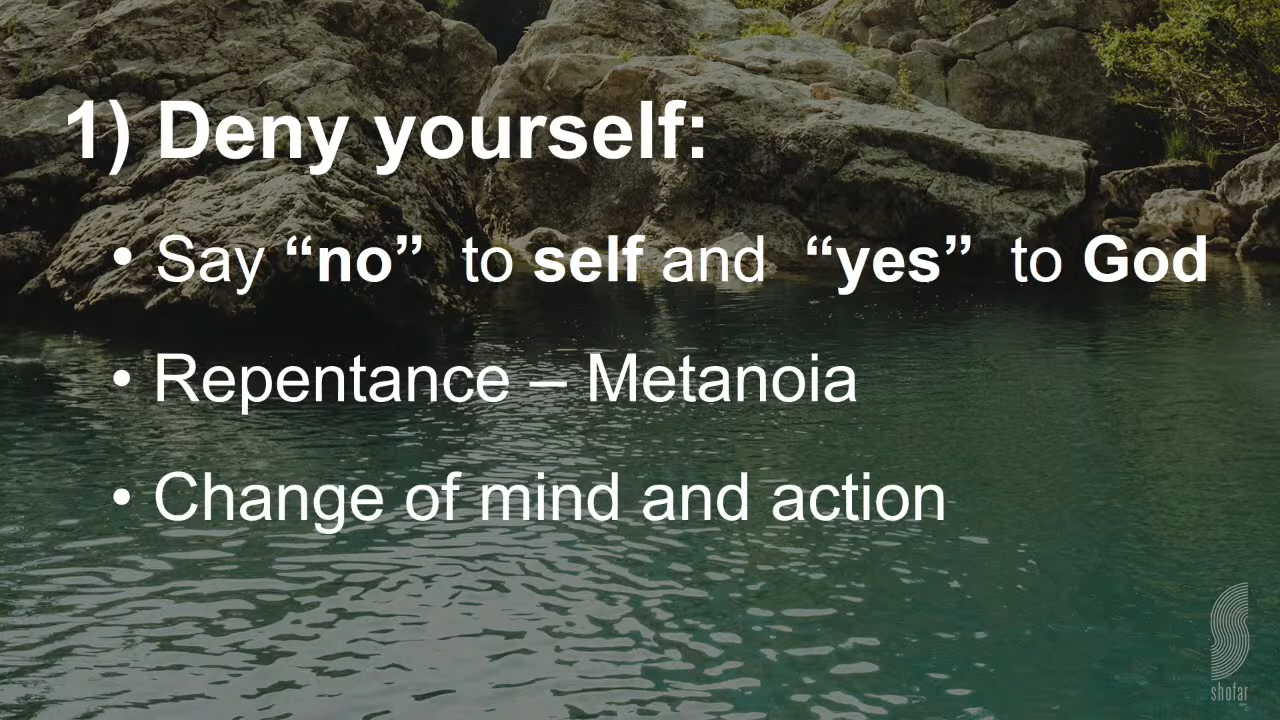 1) Deny yourself:
• Say “no” to self and “yes” to God
• Repentance – Metanoia
• Change of mind and action
shofar